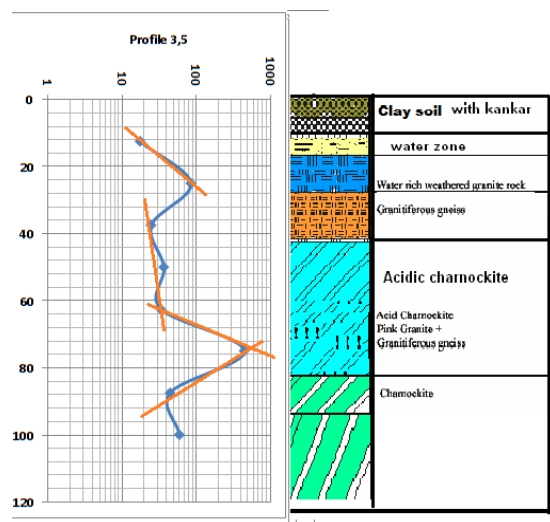 Profile 3,5
1
10
100
1000
0
20
40
60
80
100
120
Clay soil with kankar
water zone
Water rich weathered granite rock
Granitiferous gneiss
Acidic charnockite
Acid Charnockite
Pink Granite +
Granitiferous gneiss
Charnockite